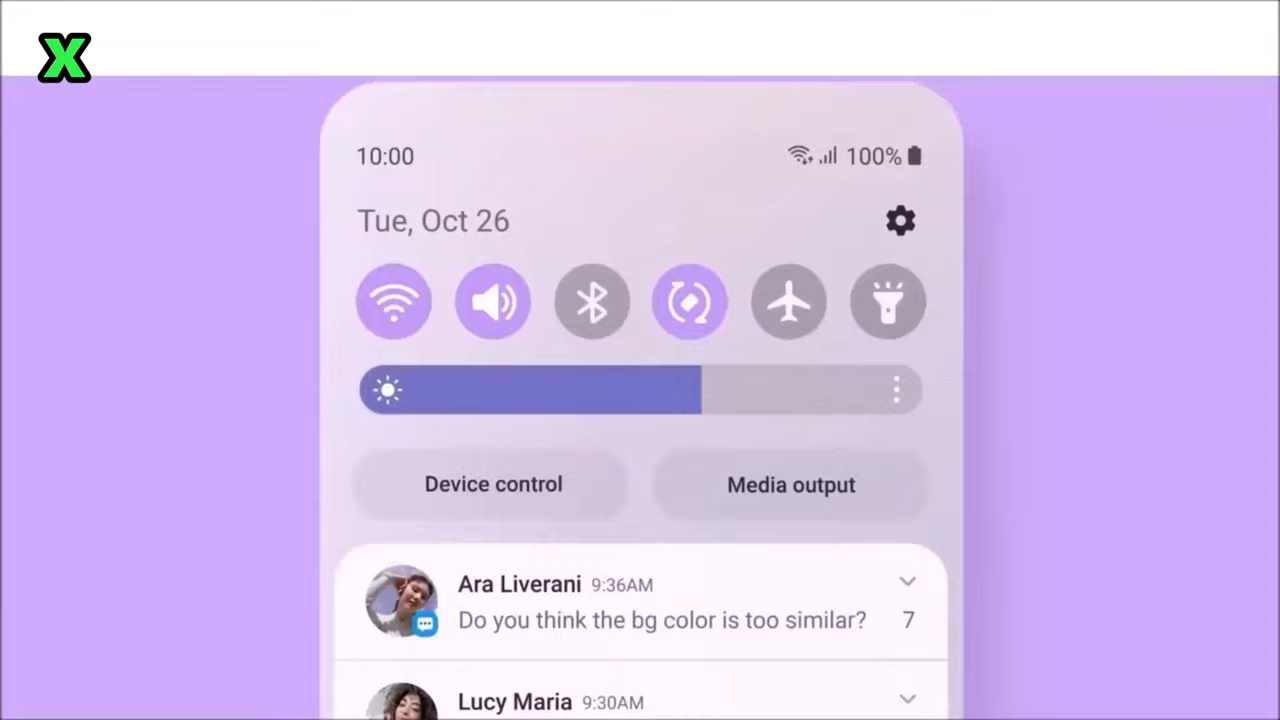 X
10:00 100%
Tue, Oct 26
Device control Media output
Ara Liverani 9:36AM
Do you think the bg color is too similar? 7
Lucy Maria 9:30AM